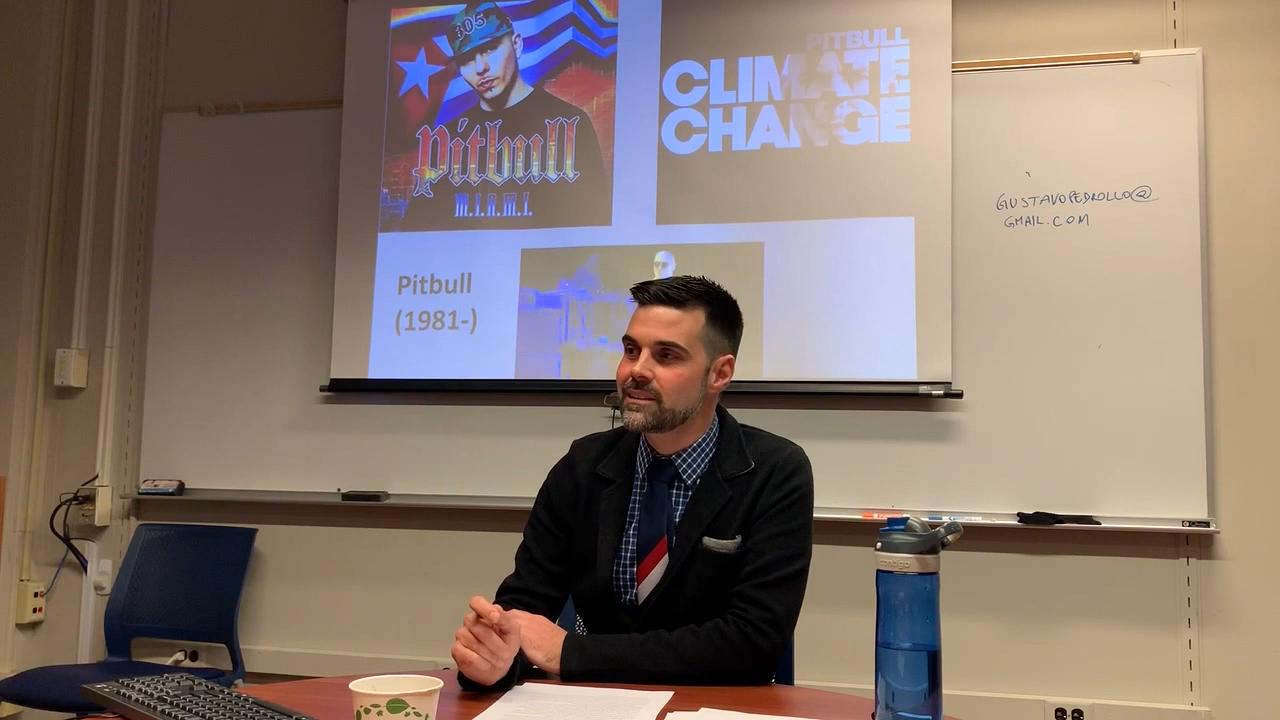 305
Pitbull
M.I.A.M.I.
PITBULL
CLIMATE
CHANGE
Pitbull
(1981-)
GUSTAVOPEDROLLO@
GMAIL.COM
contigo